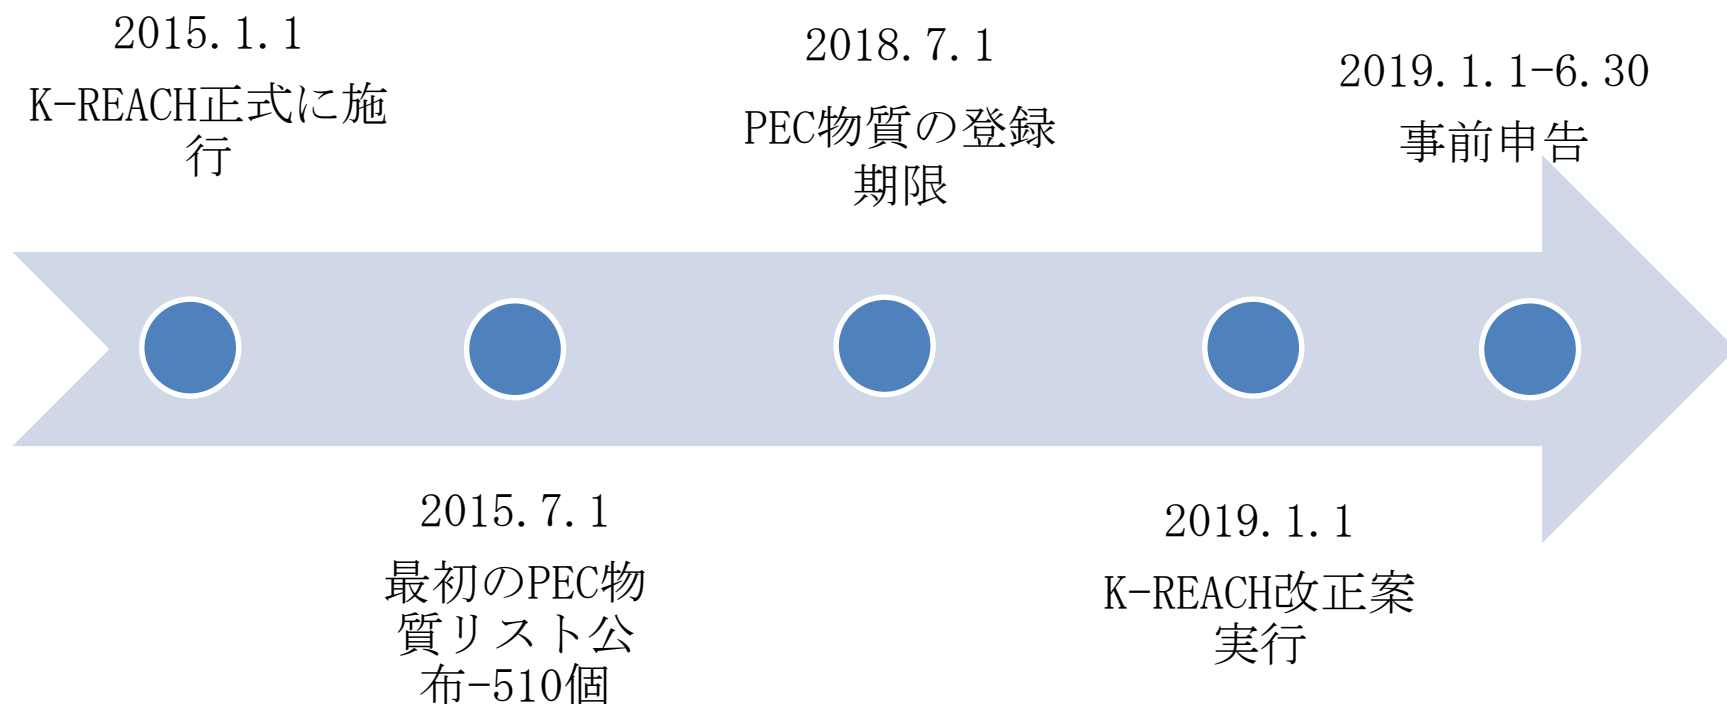 2015.1.1
K-REACH正式に施
行
2015.7.1
最初のPEC物
質リスト公
布-510個
2018.7.1
PEC物質の登録
期限
2019.1.1
K-REACH改正案
実行
2019.1.1-6.30
事前申告